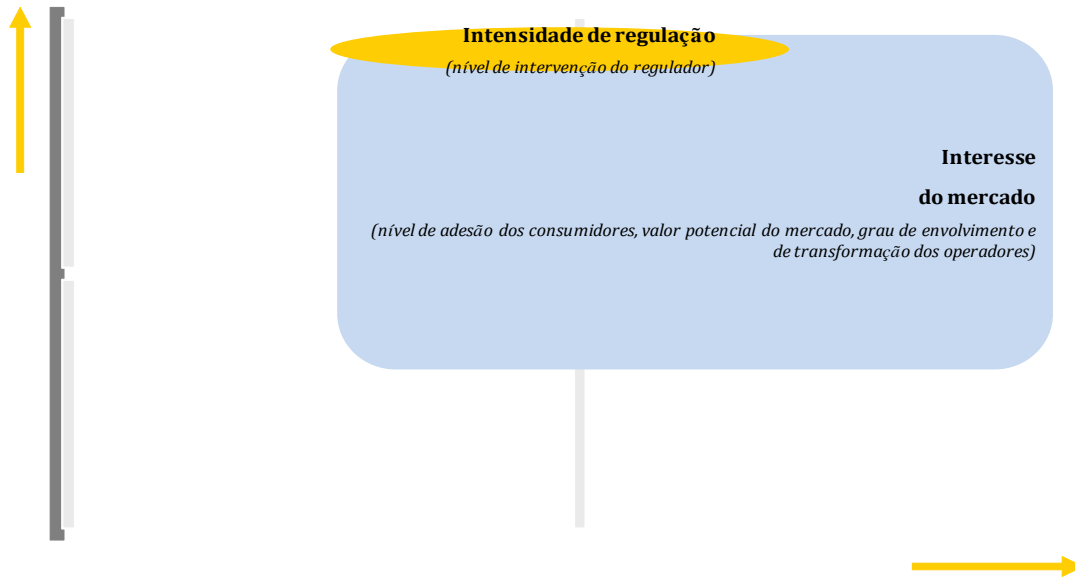 Intensidade de regulação
(nível de intervenção do regulador)
Interesse
do mercado
(nível de adesão dos consumidores, valor potencial do mercado, grau de envolvimento e
de transformação dos operadores)